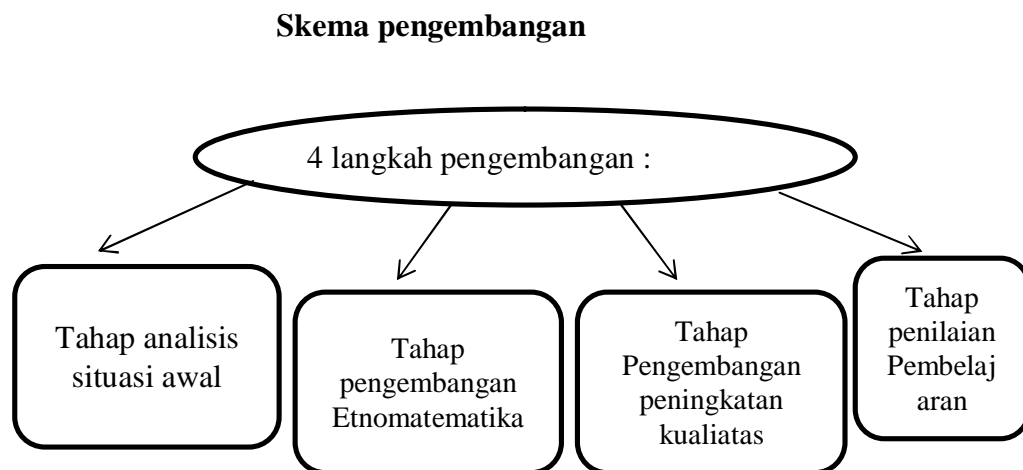 Skema pengembangan
4 langkah pengembangan :
Tahap analisis
situasi awal
Tahap
pengembangan
Etnomatematika
Tahap
Pengembangan
peningkatan
kualiatas
Tahap
penilaian
Pembelaj
aran